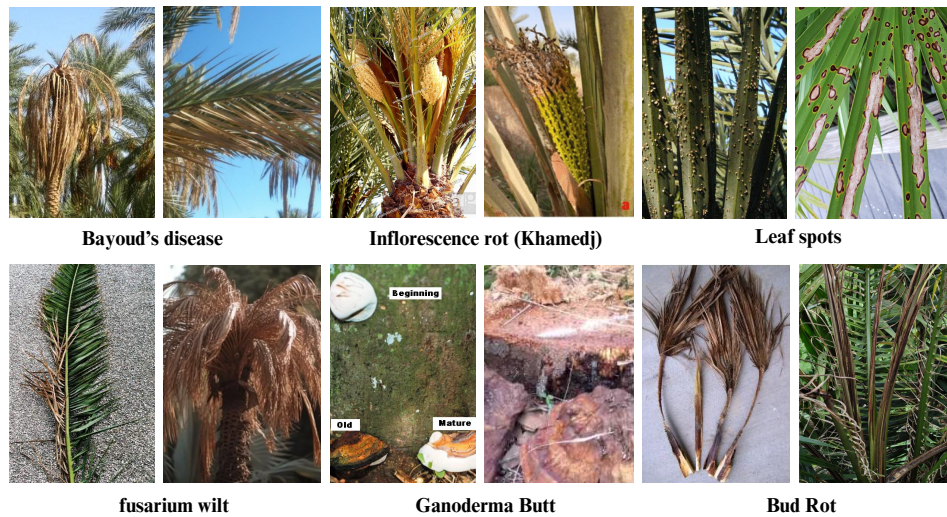 a
Bayoud's disease
Inflorescence rot (Khamedj)
Leaf spots
Beginning
Old
Mature
fusarium wilt
Ganoderma Butt
Bud Rot